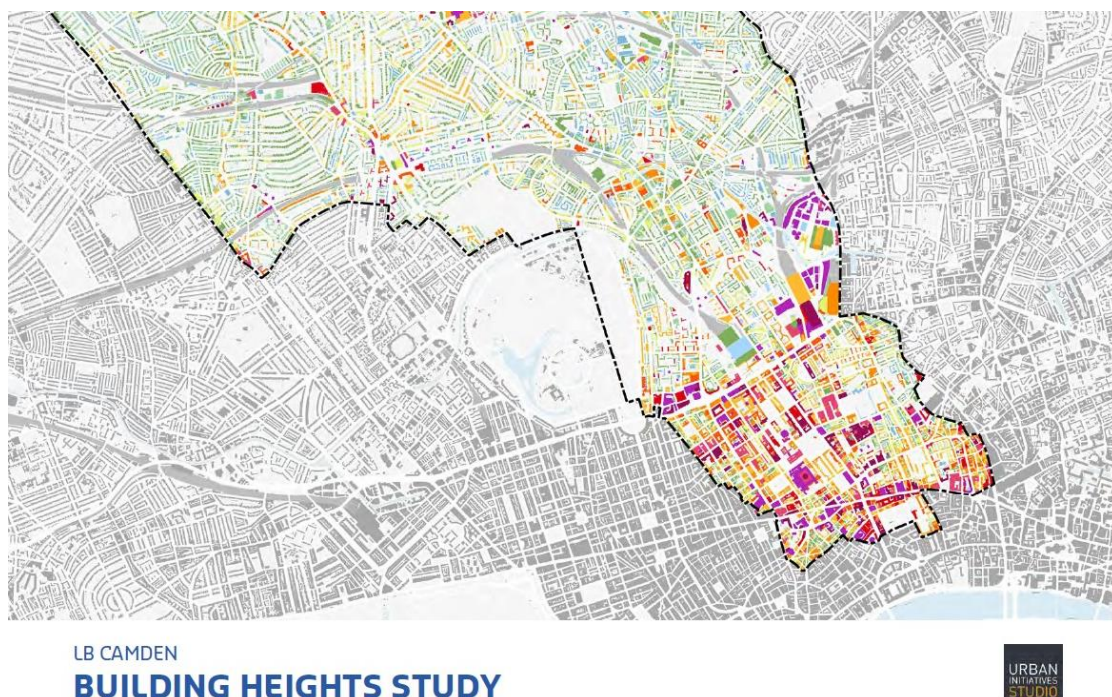 LB CAMDEN
BUILDING HEIGHTS STUDY
URBAN
INITIATIVES
STUDIO